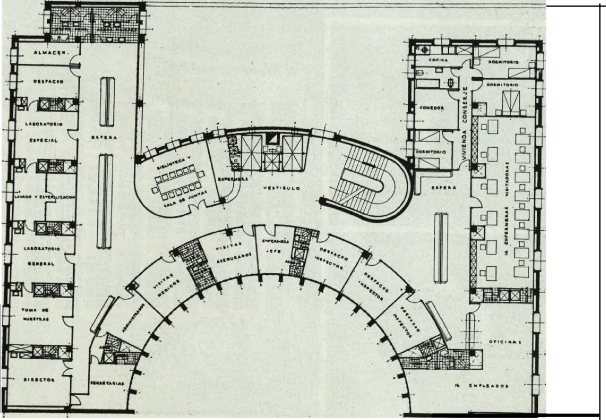 ALMACEN.
DESPACHO
LABORATORIO
ESPECIAL
ESPERA
LAVADO Y ESTERILIZACION
LABORATORIO
GENERAL
TOMA DE
MUESTRAS
DIRECTOR
SECRETARIAS
ADMINISTRADOR
VISITAS
MEDICOS
VISITAS
ASEGURADOS
ENFERMERA
JEFE
DESPACHO
INSPECTOR
DESPACHO
INSPECTOR
DESPACHO
INSPECTOR
BIBLIOTECA Y
SALA DE JUNTAS
ENFERMERA
VESTIBULO
COCINA
DORMITORIO
DORMITORIO
COMEDOR
DORMITORIO
VIVIENDA CONSERJE
ESPERA
16 ENFERMERAS VISITADORAS
OFICINAS
16 EMPLEADOS